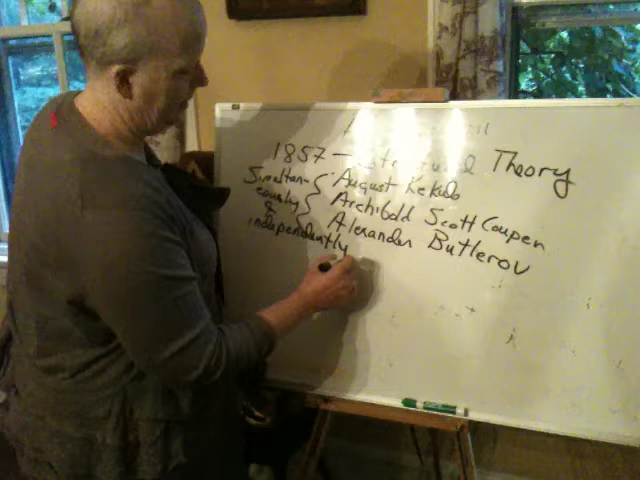 1857 - Structural Theory
Simultan- { August Kekulé
eously Archibald Scott Couper
& Alexander Butlerov
independently